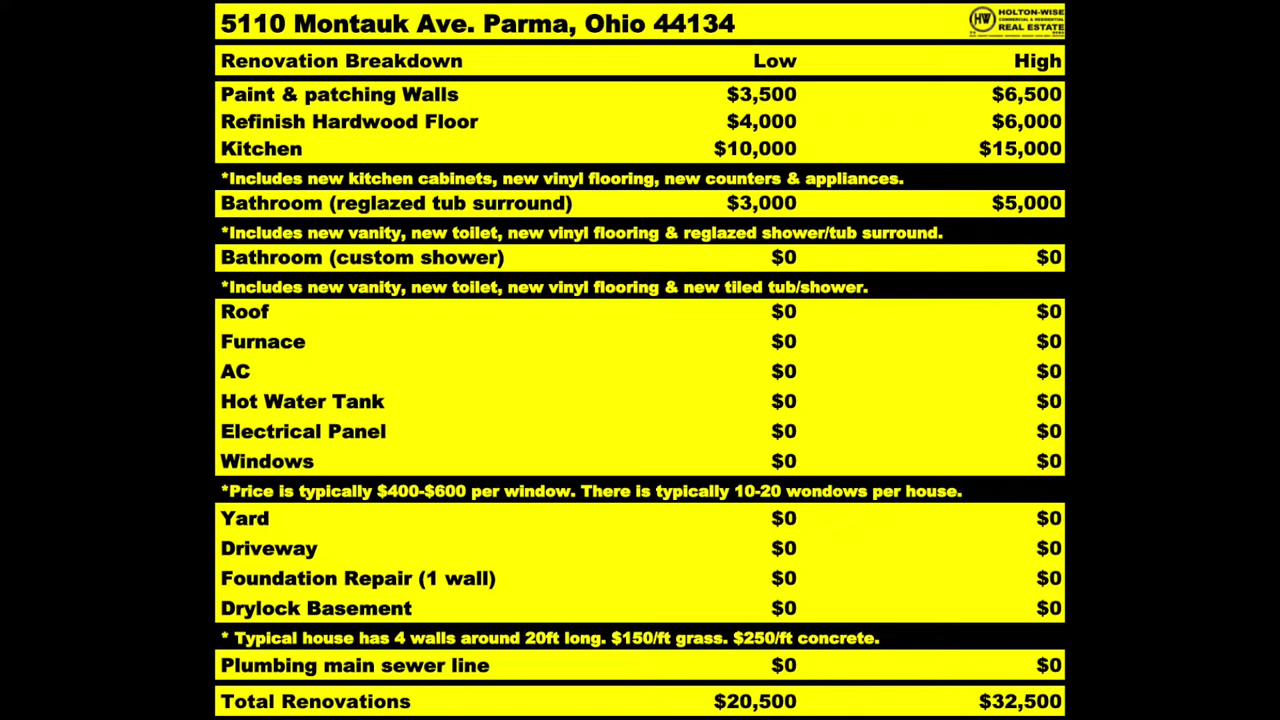 5110 Montauk Ave. Parma, Ohio 44134
HW HOLTON-WISE
COMMERCIAL & RESIDENTIAL
REAL ESTATE
Renovation Breakdown Low High
Paint & patching Walls $3,500 $6,500
Refinish Hardwood Floor $4,000 $6,000
Kitchen $10,000 $15,000
*Includes new kitchen cabinets, new vinyl flooring, new counters & appliances.
Bathroom (reglazed tub surround) $3,000 $5,000
*Includes new vanity, new toilet, new vinyl flooring & reglazed shower/tub surround.
Bathroom (custom shower) $0 $0
*Includes new vanity, new toilet, new vinyl flooring & new tiled tub/shower.
Roof $0 $0
Furnace $0 $0
AC $0 $0
Hot Water Tank $0 $0
Electrical Panel $0 $0
Windows $0 $0
*Price is typically $400-$600 per window. There is typically 10-20 wondows per house.
Yard $0 $0
Driveway $0 $0
Foundation Repair (1 wall) $0 $0
Drylock Basement $0 $0
* Typical house has 4 walls around 20ft long. $150/ft grass. $250/ft concrete.
Plumbing main sewer line $0 $0
Total Renovations $20,500 $32,500